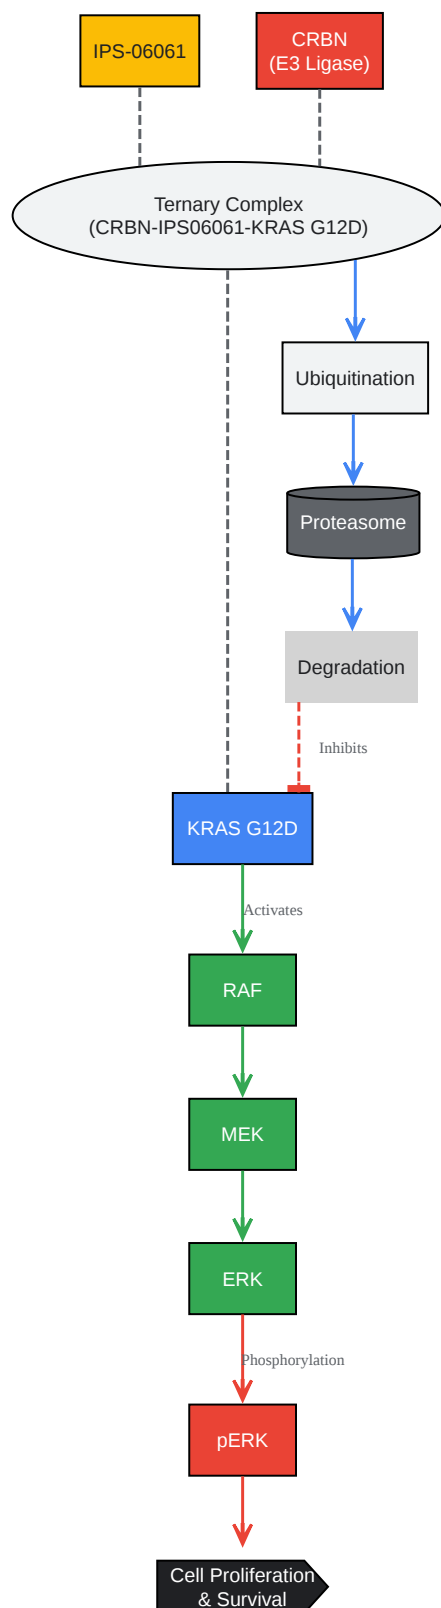 IPS-06061
CRBN
(E3 Ligase)
Ternary Complex
(CRBN-IPS06061-KRAS G12D)
Ubiquitination
Proteasome
Degradation
Inhibits
KRAS G12D
Activates
RAF
MEK
ERK
Phosphorylation
pERK
Cell Proliferation
& Survival